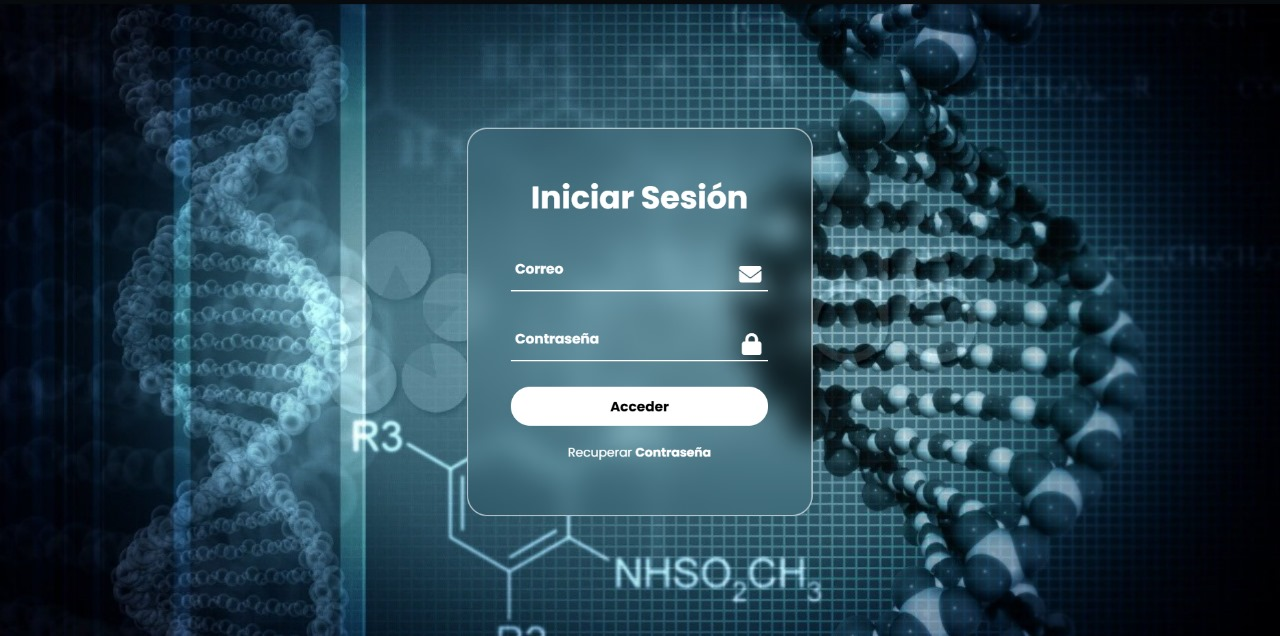 Iniciar Sesión
Correo
Contraseña
Acceder
Recuperar Contraseña
R3
NHSO₂CH₃